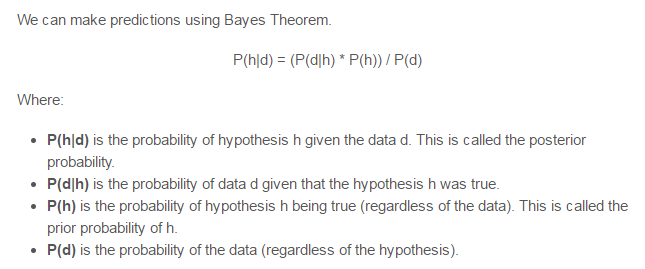 We can make predictions using Bayes Theorem.
P(h|d) = (P(d|h) * P(h)) / P(d)
Where:
• P(h|d) is the probability of hypothesis h given the data d. This is called the posterior
probability.
• P(d|h) is the probability of data d given that the hypothesis h was true.
• P(h) is the probability of hypothesis h being true (regardless of the data). This is called the
prior probability of h.
• P(d) is the probability of the data (regardless of the hypothesis).